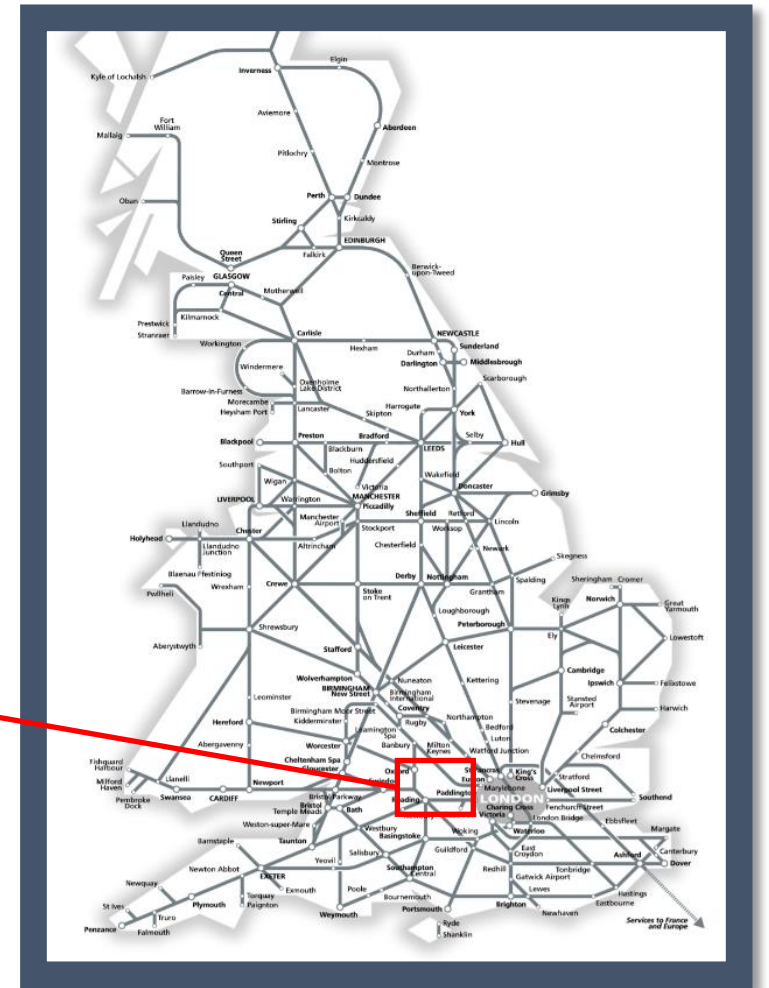 Elgin
Inverness
Kyle of Lochalsh
Aviemore
Aberdeen
Fort
William
Mallaig
Pitlochry
Montrose
Perth
Dundee
Oban
Kirkcaldy
Stirling
EDINBURGH
Queen
Street
Falkirk
Berwick-
upon-Tweed
Paisley
GLASGOW
Central
Motherwell
Kilmarnock
Prestwick
Stranraer
Carlisle
NEWCASTLE
Workington
Hexham
Sunderland
Durham
Darlington
Middlesbrough
Windermere
Scarborough
Oxenholme
Lake District
Barrow-in-Furness
Northallerton
Morecambe
Heysham Port
Lancaster
Harrogate
York
Skipton
Preston
Bradford
Selby
Blackpool
Hull
Blackburn
LEEDS
Huddersfield
Southport
Bolton
Wakefield
Wigan
Victoria
Doncaster
MANCHESTER
Piccadilly
Grimsby
LIVERPOOL
Warrington
Manchester
Airport
Sheffield
Retford
Lincoln
Stockport
Worksop
Llandudno
Chester
Holyhead
Llandudno
Junction
Altrincham
Chesterfield
Newark
Skegness
Blaenau Ffestiniog
Derby
Nottingham
Spalding
Sheringham
Cromer
Pwllheli
Wrexham
Crewe
Stoke
on Trent
Grantham
Kings
Lynn
Norwich
Great
Yarmouth
Loughborough
Shrewsbury
Peterborough
Ely
Lowestoft
Aberystwyth
Stafford
Leicester
Wolverhampton
Nuneaton
Kettering
Cambridge
BIRMINGHAM
New Street
Birmingham
International
Ipswich
Felixstowe
Leominster
Stevenage
Stansted
Airport
Birmingham Moor Street
Coventry
Harwich
Hereford
Kidderminster
Rugby
Northampton
Colchester
Leamington
Spa
Bedford
Abergavenny
Worcester
Banbury
Milton
Keynes
Luton
Watford Junction
Chelmsford
Cheltenham Spa
Gloucester
Oxford
Euston
King's
Cross
Stratford
Fishguard
Harbour
Llanelli
Marylebone
Liverpool Street
Milford
Haven
Newport
Paddington
LONDON
Southend
Pembroke
Dock
Swansea
CARDIFF
Bristol Parkway
Reading
Charing Cross
Fenchurch Street
Bristol
Temple Meads
Bath
Victoria
London Bridge
Ebbsfleet
Weston-super-Mare
Westbury
Basingstoke
Woking
Waterloo
Margate
Barnstaple
Taunton
Salisbury
Guildford
East
Croydon
Canterbury
Yeovil
Ashford
Dover
Newton Abbot
Southampton
Central
Redhill
Tonbridge
Gatwick Airport
EXETER
Newquay
Exmouth
Poole
Lewes
Hastings
Torquay
Paignton
Bournemouth
Eastbourne
St Ives
Plymouth
Portsmouth
Brighton
Truro
Weymouth
Newhaven
Penzance
Falmouth
Ryde
Shanklin
Services to France
and Europe